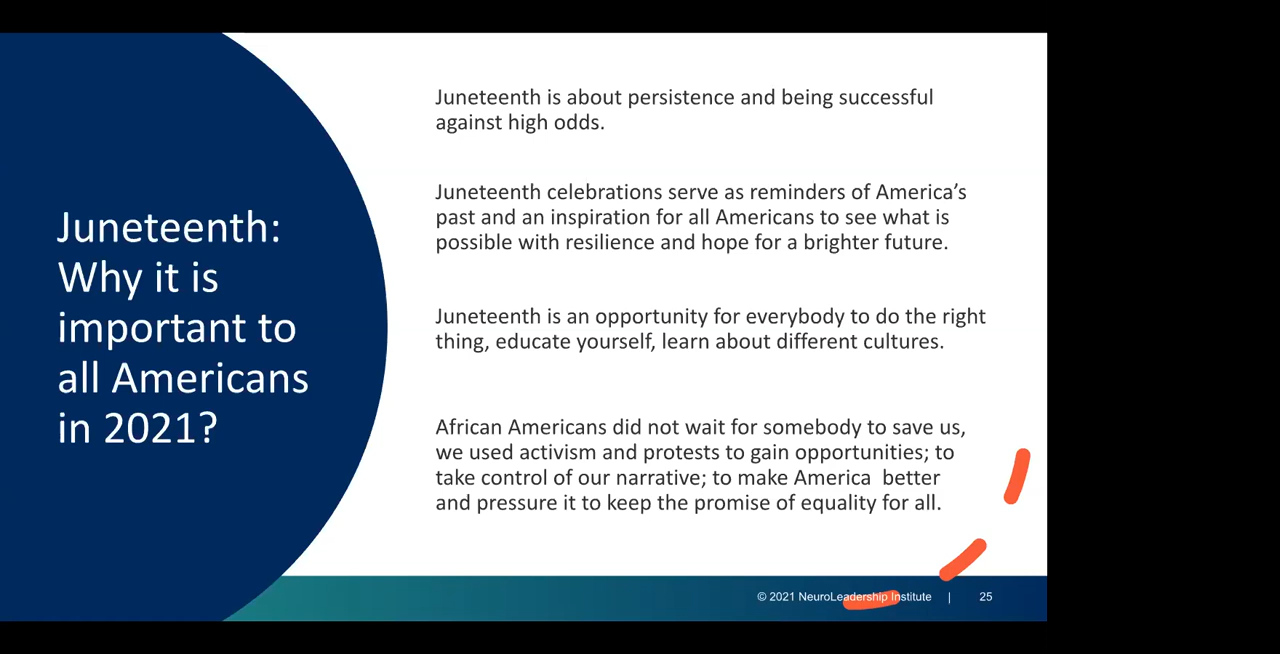 Juneteenth:
Why it is
important to
all Americans
in 2021?
Juneteenth is about persistence and being successful
against high odds.
Juneteenth celebrations serve as reminders of America’s
past and an inspiration for all Americans to see what is
possible with resilience and hope for a brighter future.
Juneteenth is an opportunity for everybody to do the right
thing, educate yourself, learn about different cultures.
African Americans did not wait for somebody to save us,
we used activism and protests to gain opportunities; to
take control of our narrative; to make America  better
and pressure it to keep the promise of equality for all.
© 2021 NeuroLeadership Institute | 25